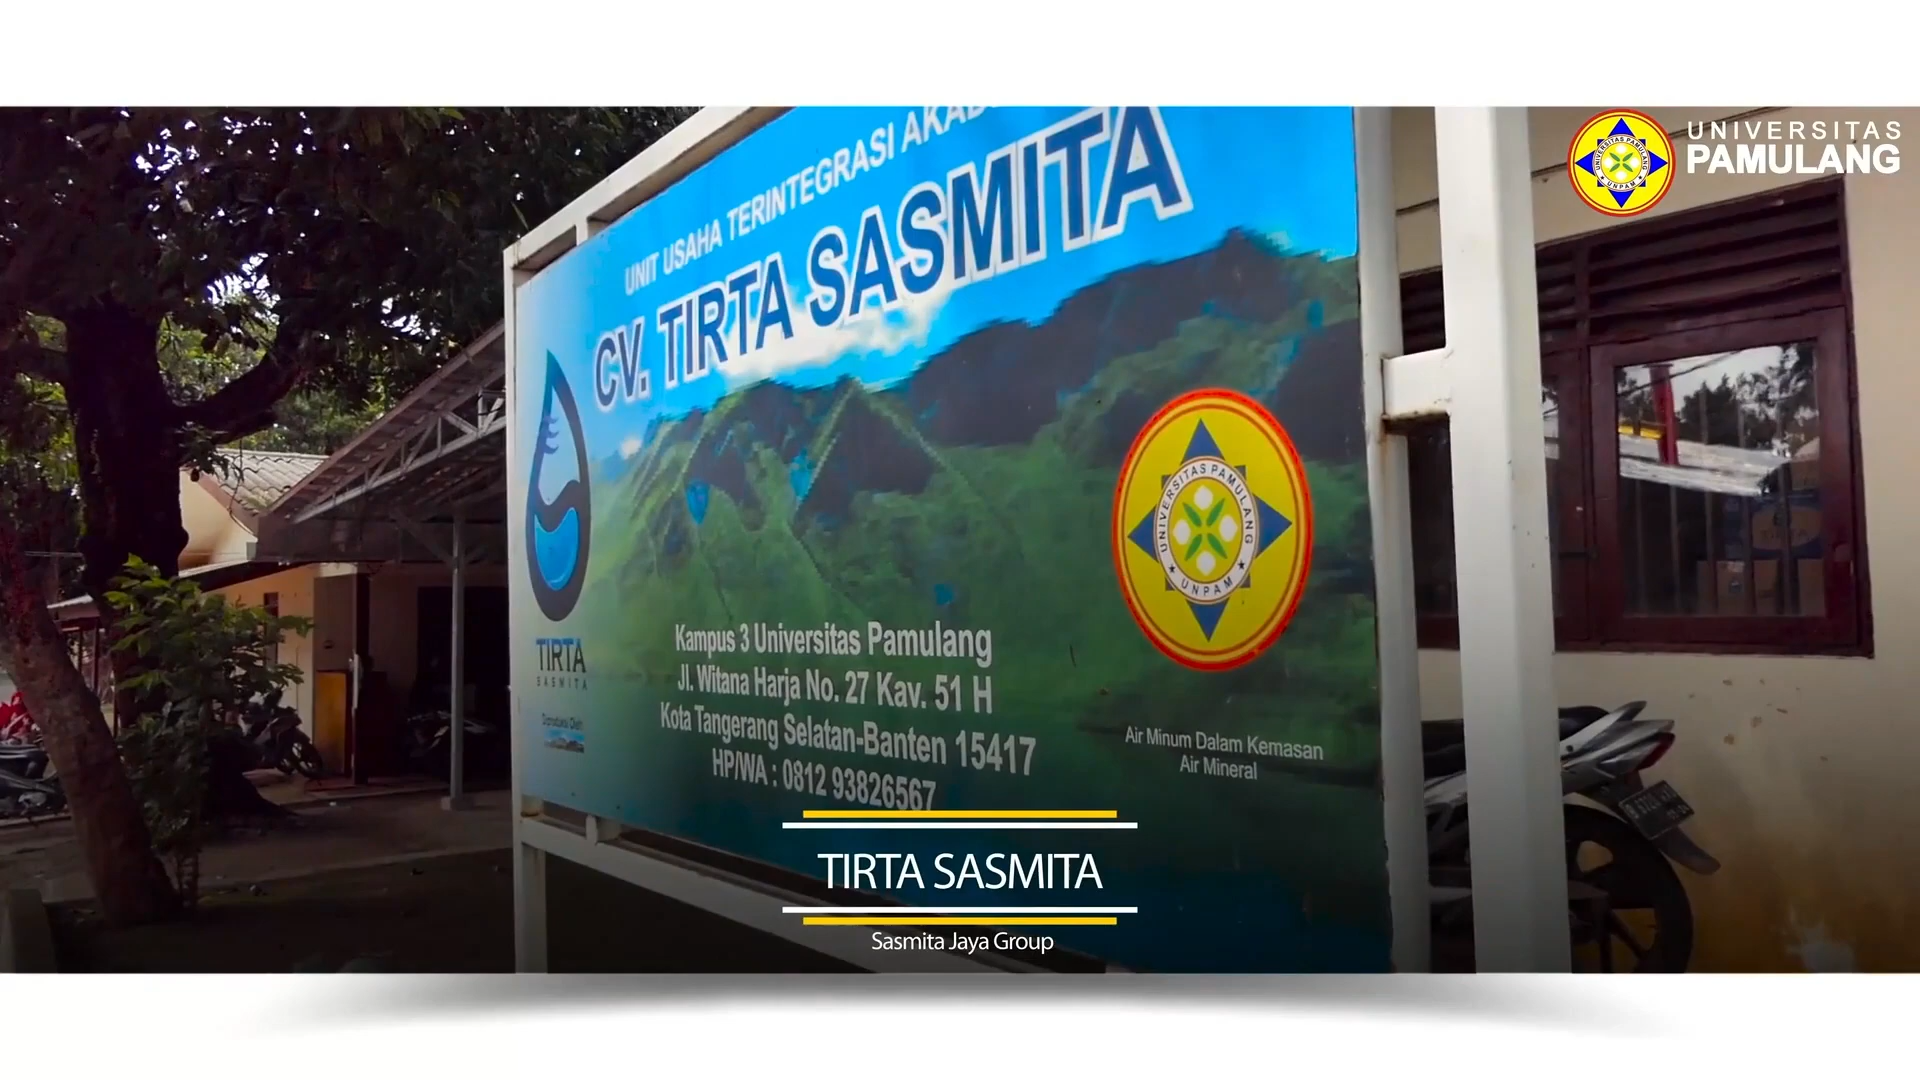 UNIVERSITAS
PAMULANG
UNIT USAHA TERINTEGRASI
CV. TIRTA SASMITA
TIRTA
SASMITA
Diproduksi Oleh
UNIVERSITAS PAMULANG
UNPAM
Kampus 3 Universitas Pamulang
Jl. Witana Harja No. 27 Kav. 51 H
Kota Tangerang Selatan-Banten 15417
HP/WA : 0812 93826567
Air Minum Dalam Kemasan
Air Mineral
TIRTA SASMITA
Sasmita Jaya Group